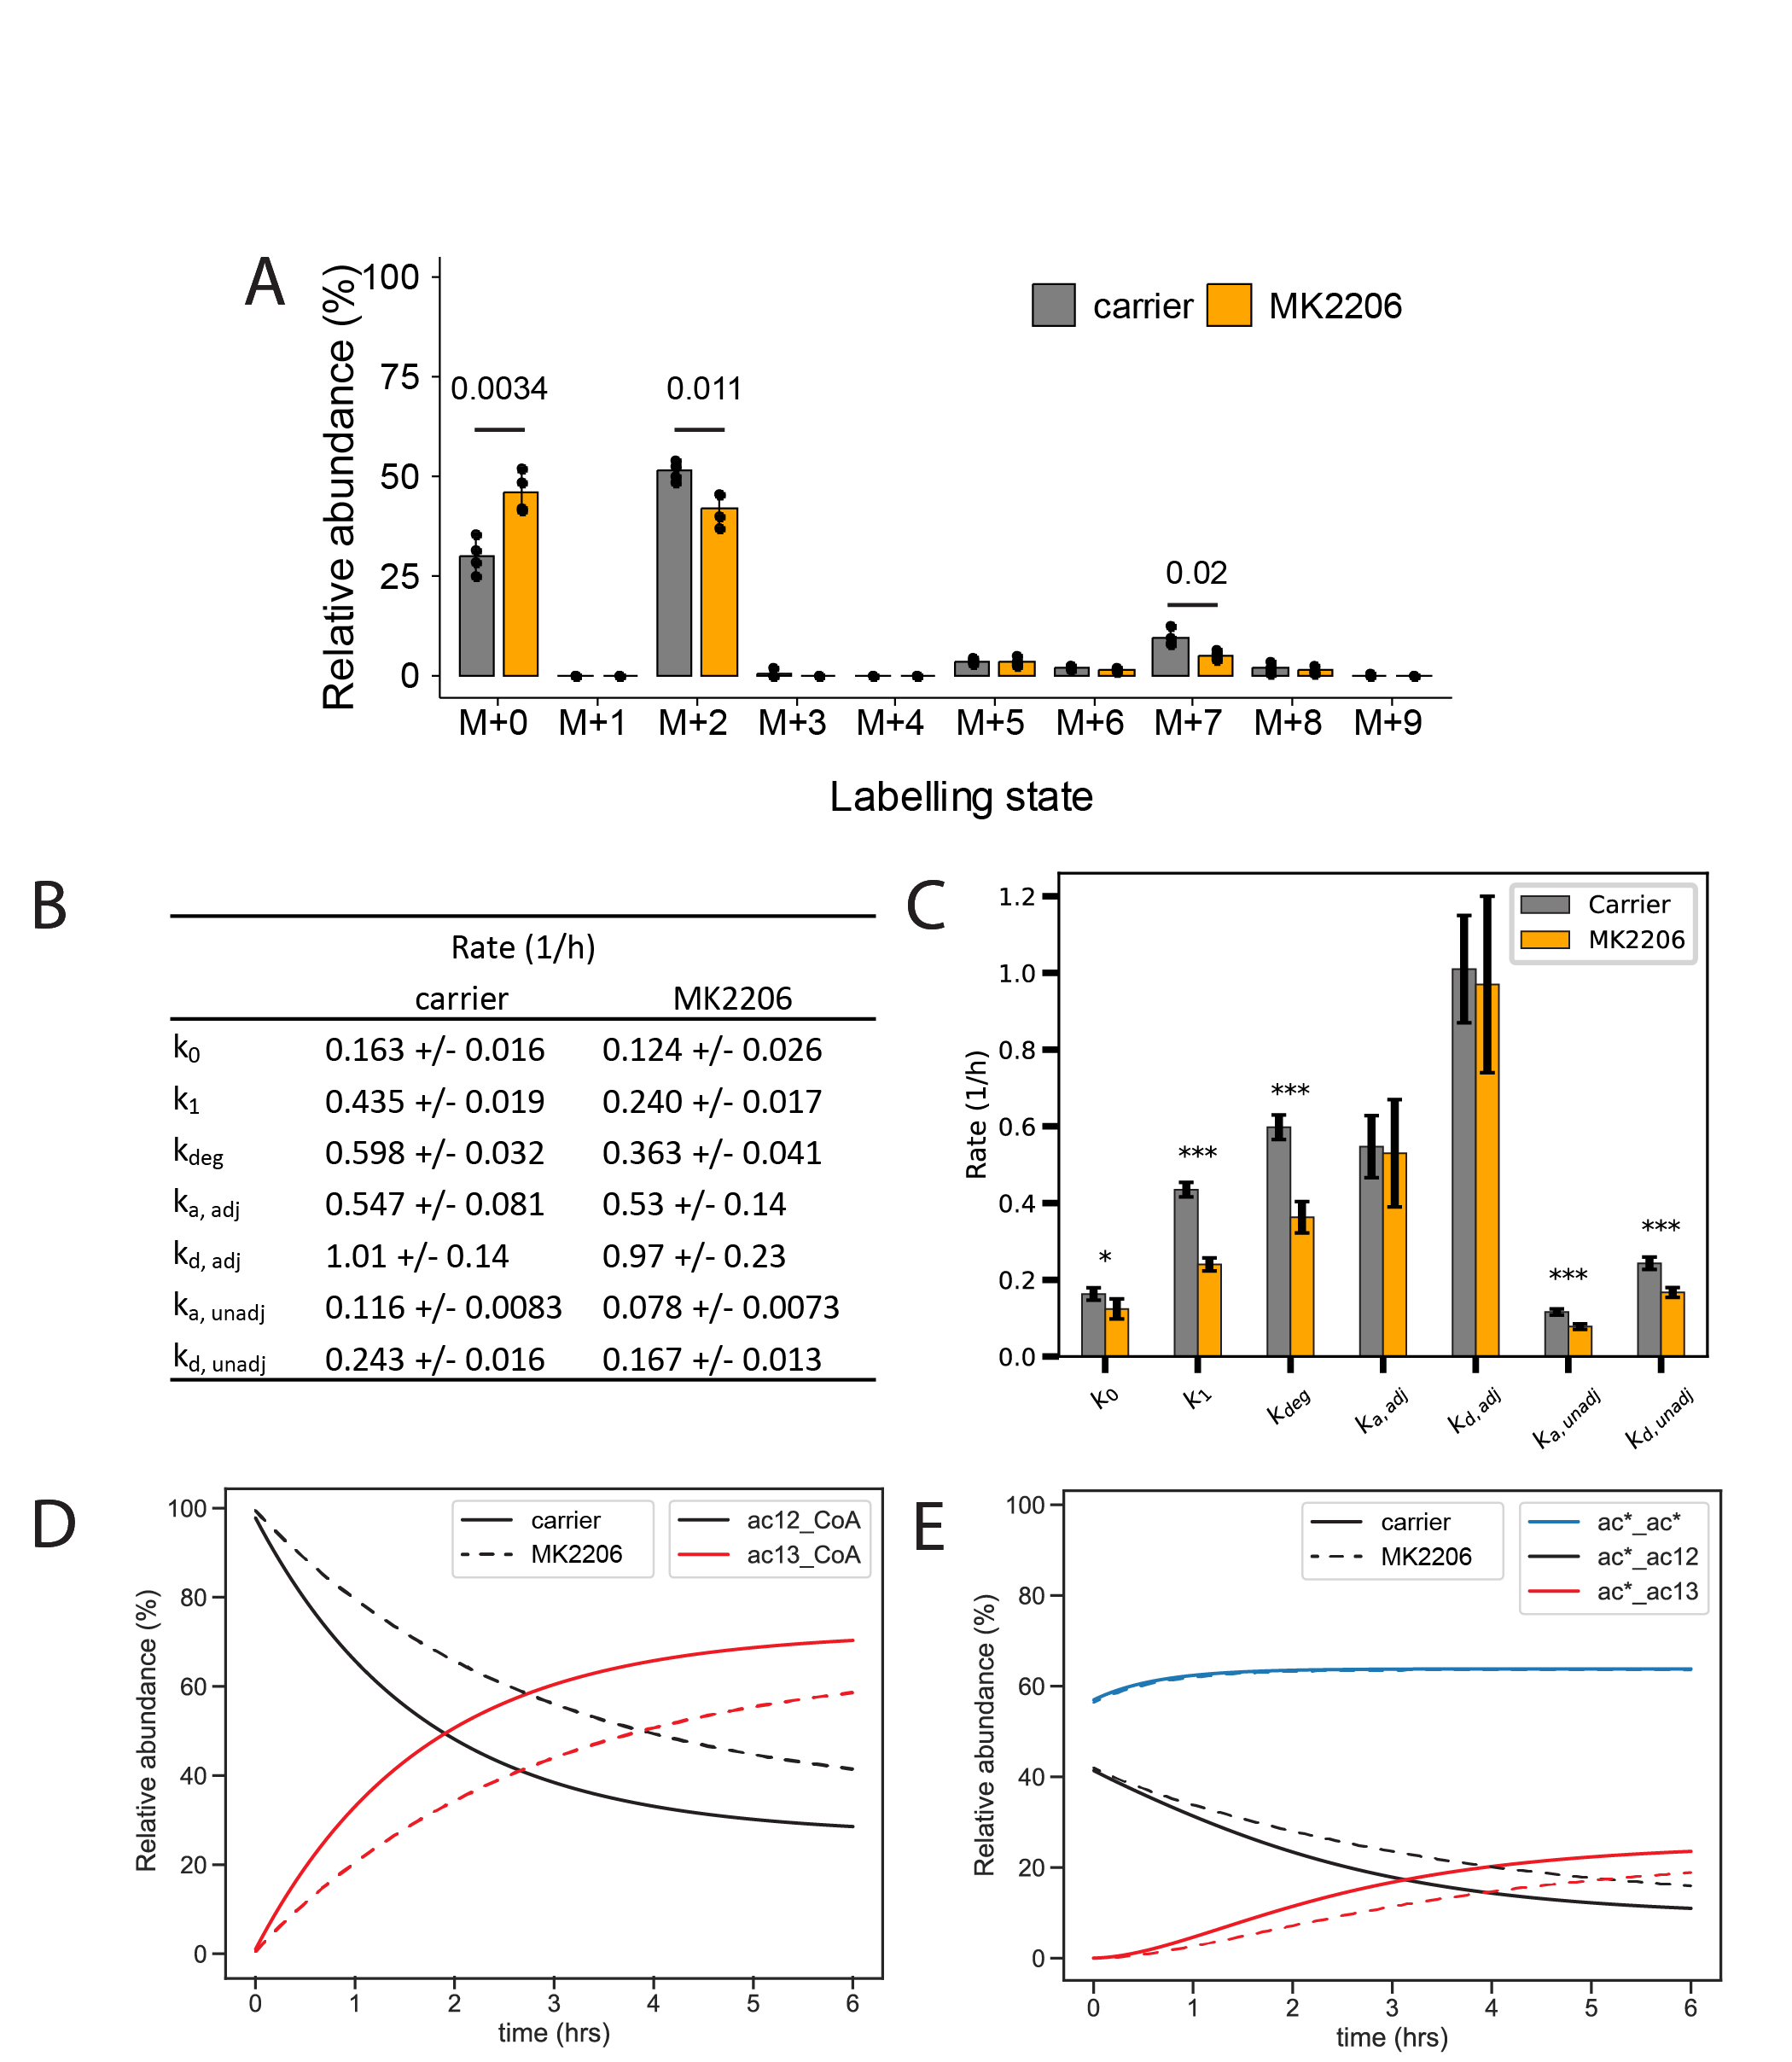 A
Relative abundance (%)
100
75
50
25
0
carrier MK2206
0.0034
0.011
0.02
M+0 M+1 M+2 M+3 M+4 M+5 M+6 M+7 M+8 M+9
Labelling state
B
Rate (1/h)
carrier MK2206
k0 0.163 +/- 0.016 0.124 +/- 0.026
k1 0.435 +/- 0.019 0.240 +/- 0.017
kdeg 0.598 +/- 0.032 0.363 +/- 0.041
ka, adj 0.547 +/- 0.081 0.53 +/- 0.14
kd, adj 1.01 +/- 0.14 0.97 +/- 0.23
ka, unadj 0.116 +/- 0.0083 0.078 +/- 0.0073
kd, unadj 0.243 +/- 0.016 0.167 +/- 0.013
C
Rate (1/h)
1.2
1.0
0.8
0.6
0.4
0.2
0.0
Carrier
MK2206
*
***
***
***
***
k0 k1 kdeg ka, adj kd, adj ka, unadj kd, unadj
D
Relative abundance (%)
100
80
60
40
20
0
carrier
MK2206
ac12_CoA
ac13_CoA
0 1 2 3 4 5 6
time (hrs)
E
Relative abundance (%)
100
80
60
40
20
0
carrier
MK2206
ac*_ac*
ac*_ac12
ac*_ac13
0 1 2 3 4 5 6
time (hrs)